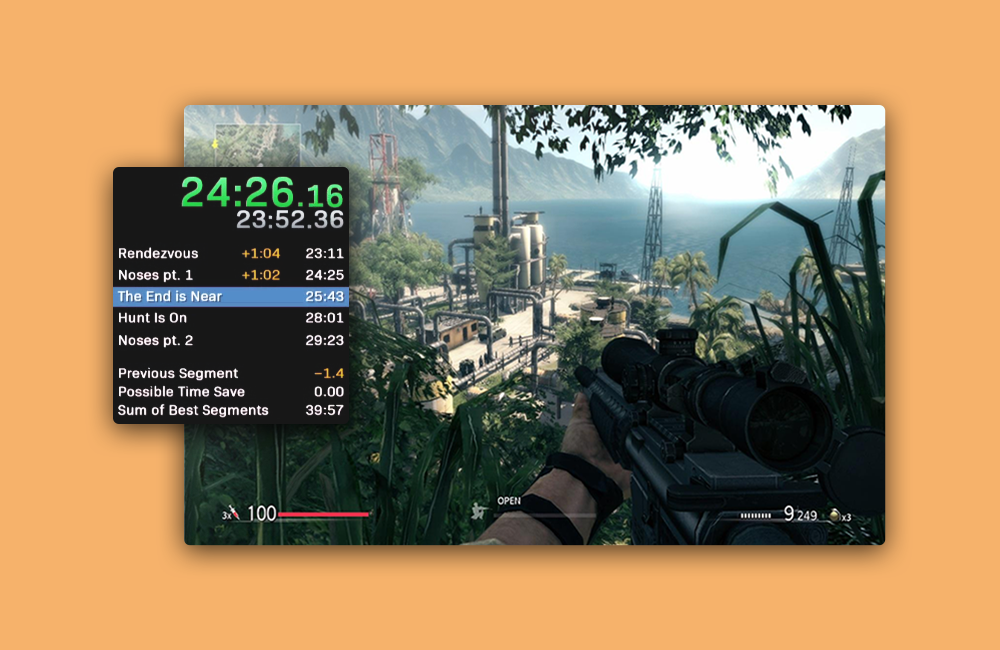 24:26.16
23:52.36
Rendezvous +1:04 23:11
Noses pt. 1 +1:02 24:25
The End is Near 25:43
Hunt Is On 28:01
Noses pt. 2 29:23
Previous Segment −1.4
Possible Time Save 0.00
Sum of Best Segments 39:57
OPEN
3x 100
9 249 x3